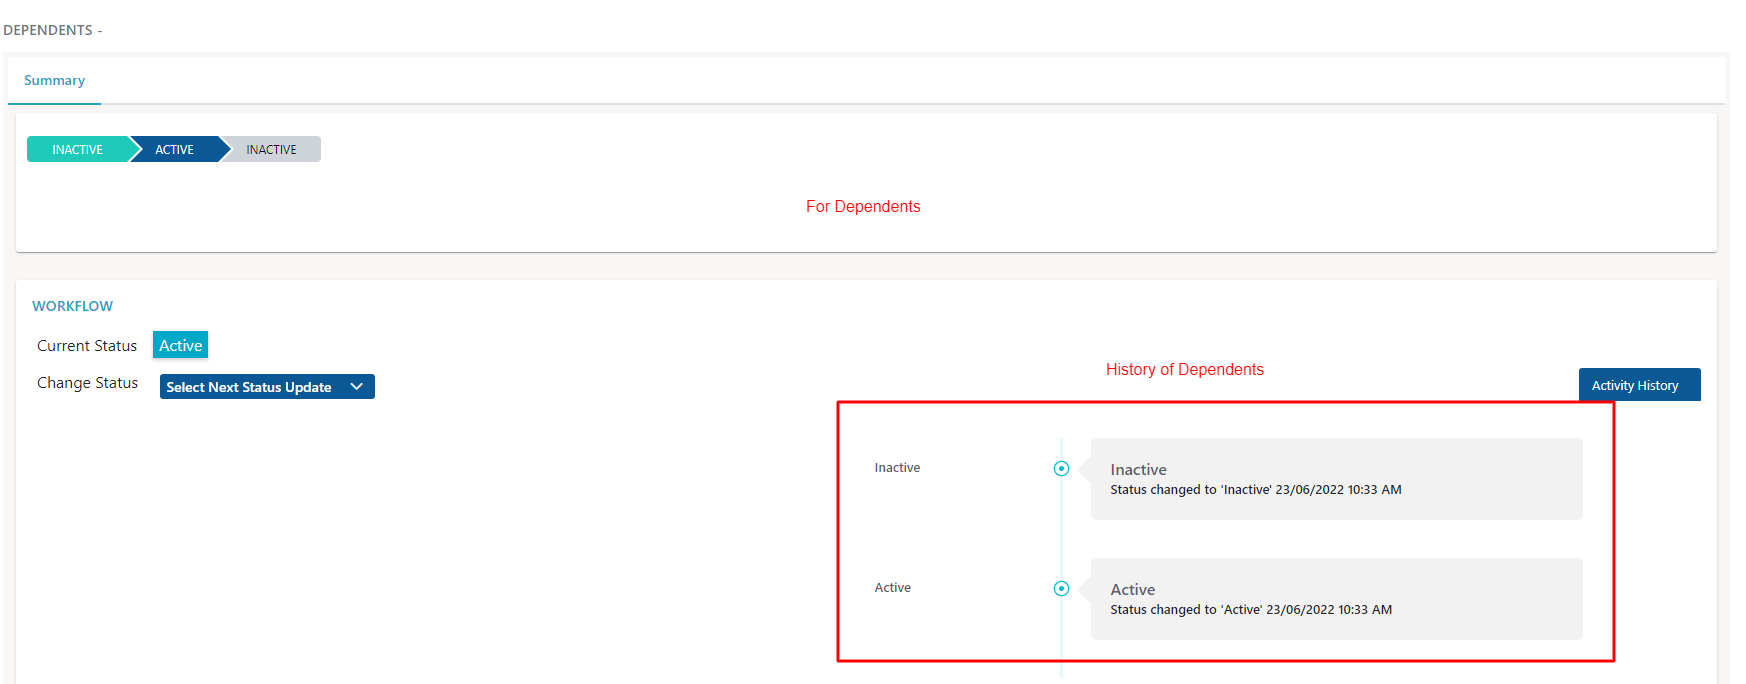 DEPENDENTS -
Summary
INACTIVE ACTIVE INACTIVE
For Dependents
WORKFLOW
Current Status Active
Change Status Select Next Status Update
History of Dependents
Activity History
Inactive
Inactive
Status changed to 'Inactive' 23/06/2022 10:33 AM
Active
Active
Status changed to 'Active' 23/06/2022 10:33 AM